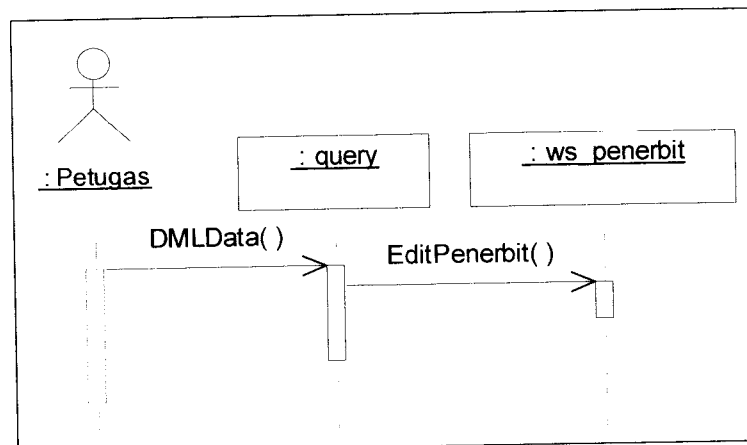 : Petugas
: query
: ws_penerbit
DMLData( )
EditPenerbit( )